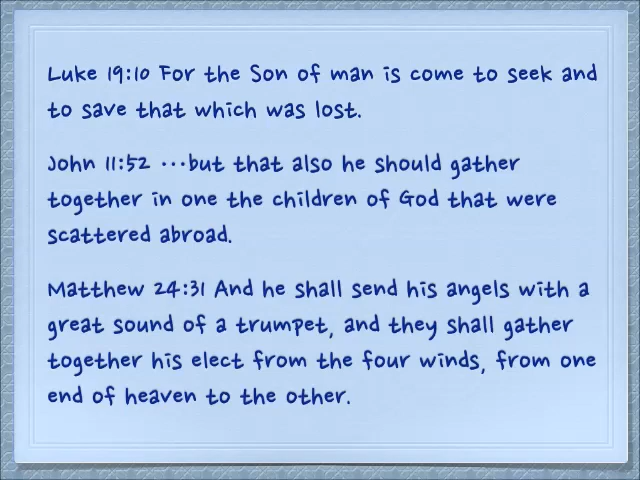 Luke 19:10 For the Son of man is come to seek and
to save that which was lost.
John 11:52 ...but that also he should gather
together in one the children of God that were
scattered abroad.
Matthew 24:31 And he shall send his angels with a
great sound of a trumpet, and they shall gather
together his elect from the four winds, from one
end of heaven to the other.